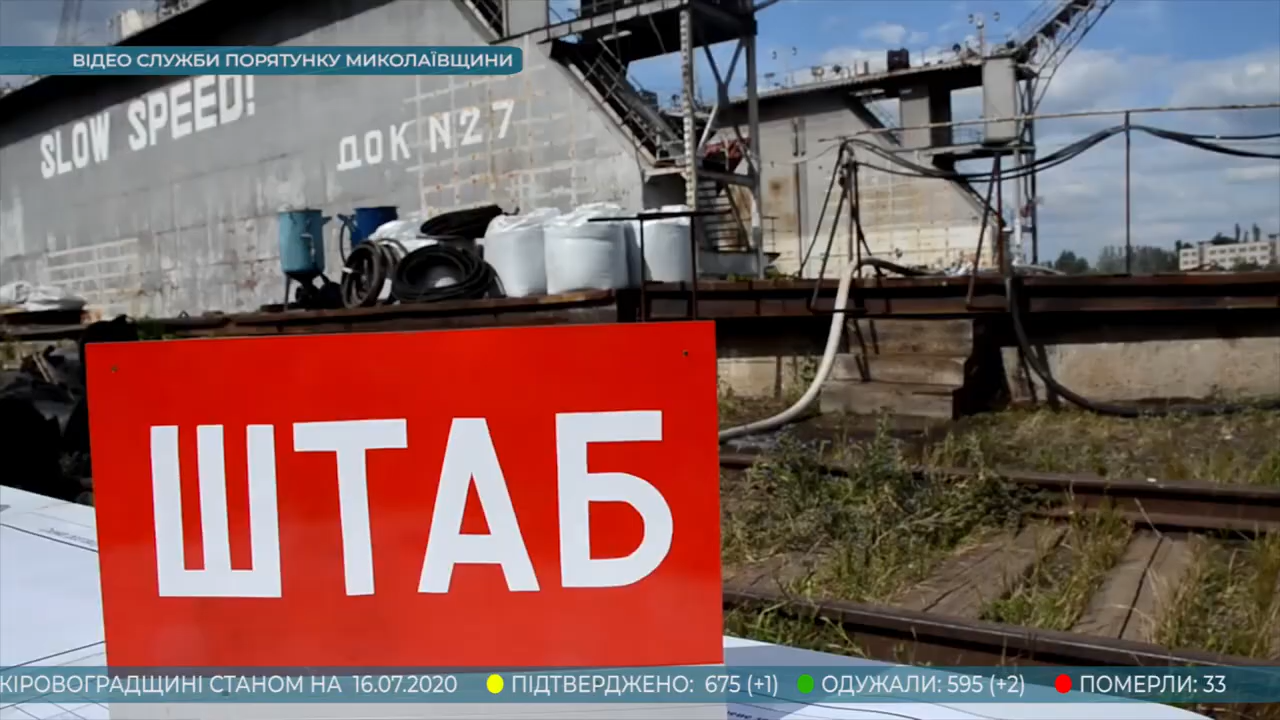 ВІДЕО СЛУЖБИ ПОРЯТУНКУ МИКОЛАЇВЩИНИ
SLOW SPEED!
ДОК N27
ШТАБ
КІРОВОГРАДЩИНІ СТАНОМ НА 16.07.2020 ПІДТВЕРДЖЕНО: 675 (+1) ОДУЖАЛИ: 595 (+2) ПОМЕРЛИ: 33